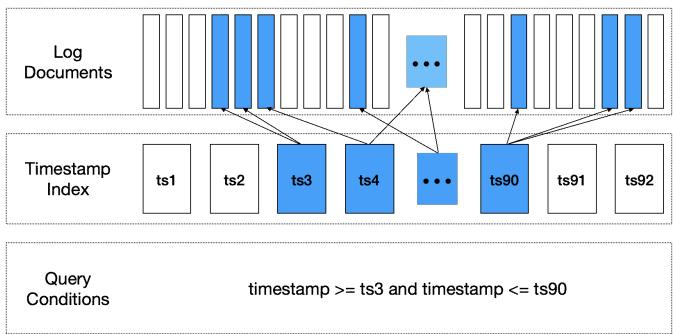 Log
Documents
•••
Timestamp
Index
ts1 ts2 ts3 ts4 ••• ts90 ts91 ts92
Query
Conditions
timestamp >= ts3 and timestamp <= ts90